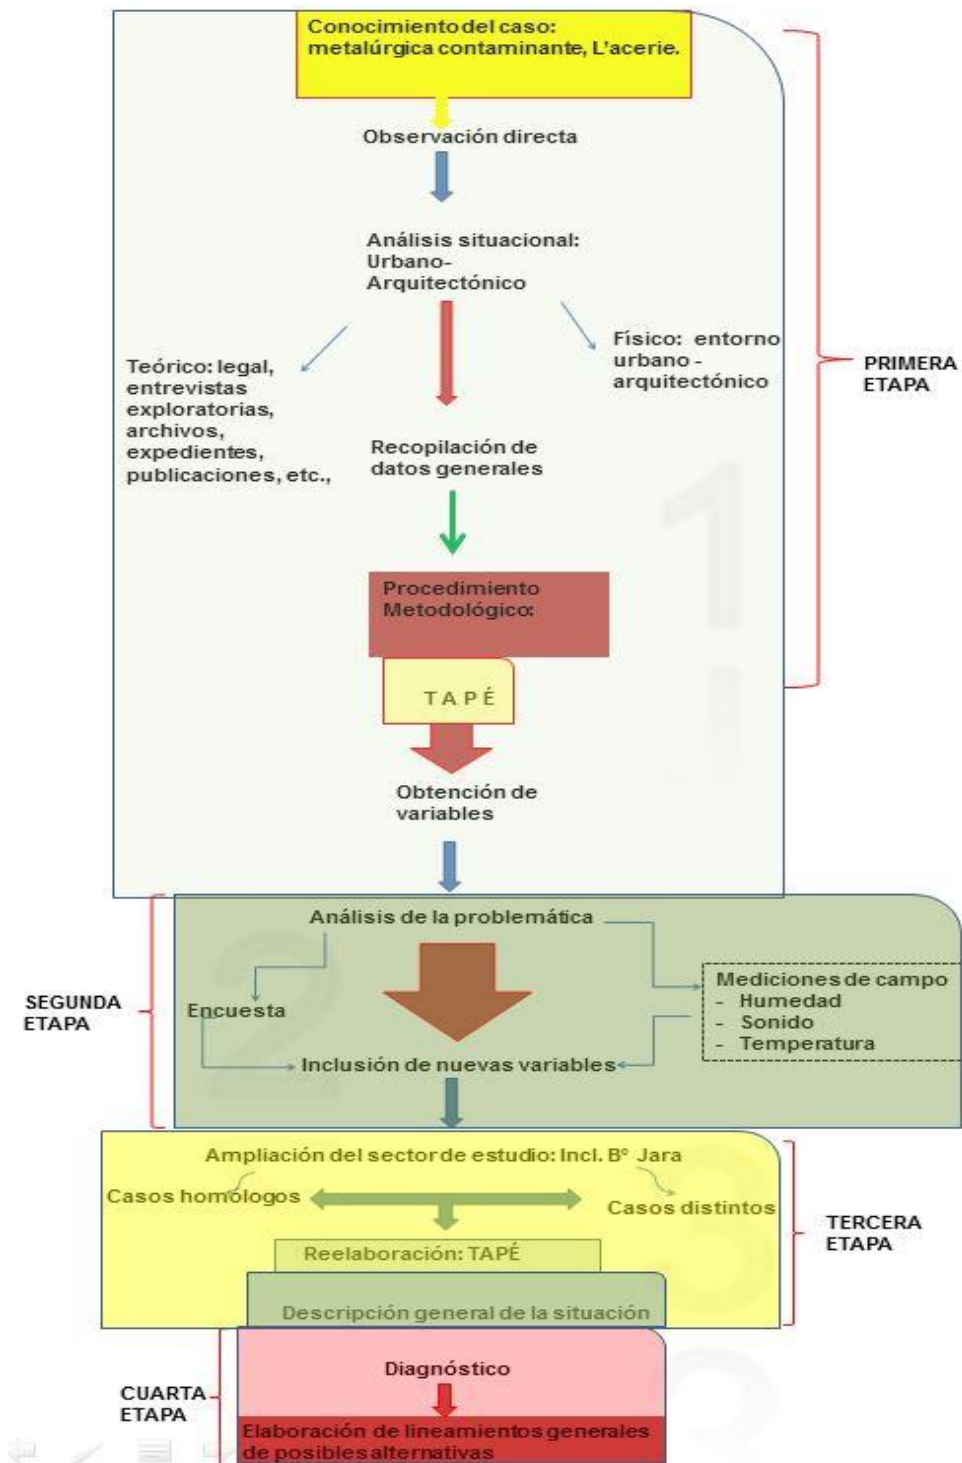 Conocimiento del caso:
metalúrgica contaminante, L'acerie.
Observación directa
Análisis situacional:
Urbano-
Arquitectónico
Teórico: legal,
entrevistas
exploratorias,
archivos,
expedientes,
publicaciones, etc.,
Físico: entorno
urbano -
arquitectónico
PRIMERA
ETAPA
Recopilación de
datos generales
1
Procedimiento
Metodológico:
T A P É
Obtención de
variables
Análisis de la problemática
SEGUNDA
ETAPA
2
Encuesta
Mediciones de campo
- Humedad
- Sonido
- Temperatura
Inclusión de nuevas variables
Ampliación del sector de estudio: Incl. Bº Jara
Casos homólogos
Casos distintos
3
TERCERA
ETAPA
Reelaboración: TAPÉ
Descripción general de la situación
Diagnóstico
CUARTA
ETAPA
Elaboración de lineamientos generales
de posibles alternativas